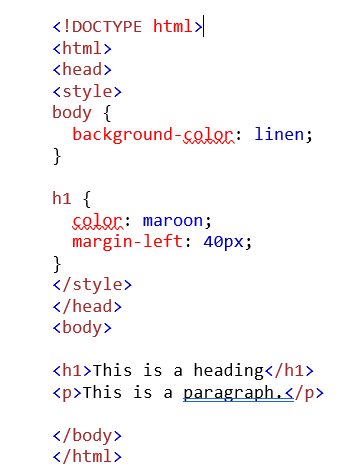 <!DOCTYPE html>
<html>
<head>
<style>
body {
  background-color: linen;
}

h1 {
  color: maroon;
  margin-left: 40px;
}
</style>
</head>
<body>

<h1>This is a heading</h1>
<p>This is a paragraph.</p>

</body>
</html>